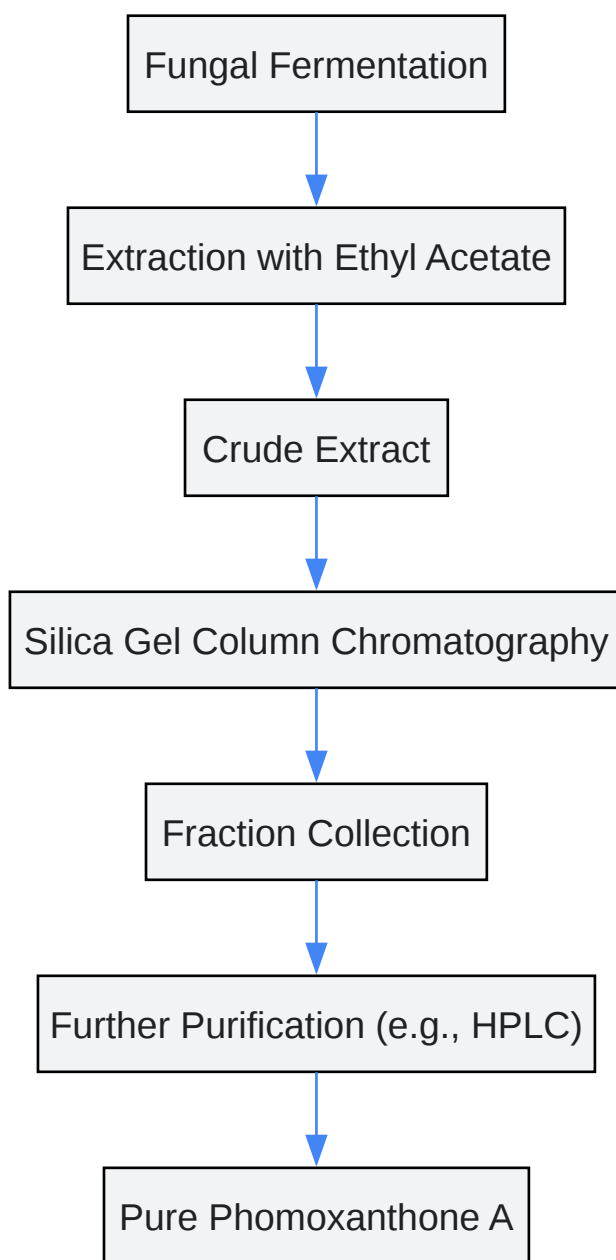 Fungal Fermentation
Extraction with Ethyl Acetate
Crude Extract
Silica Gel Column Chromatography
Fraction Collection
Further Purification (e.g., HPLC)
Pure Phomoxanthone A